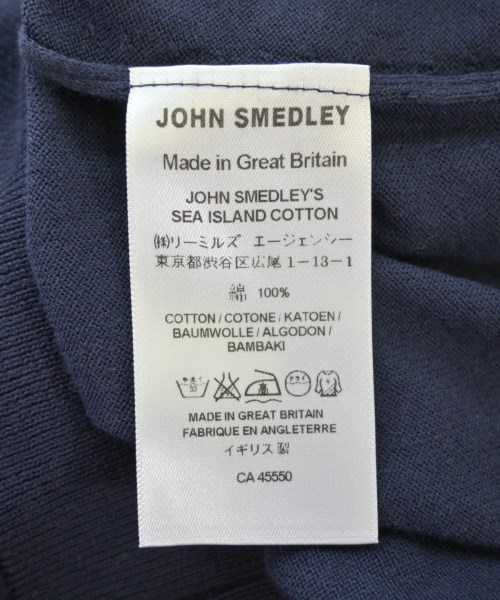 JOHN SMEDLEY
Made in Great Britain
JOHN SMEDLEY'S
SEA ISLAND COTTON
㈱リーミルズ エージェンシー
東京都渋谷区広尾1-13-1
綿 100%
COTTON / COTONE / KATOEN /
BAUMWOLLE / ALGODON /
BAMBAKI
MADE IN GREAT BRITAIN
FABRIQUE EN ANGLETERRE
イギリス製
CA 45550